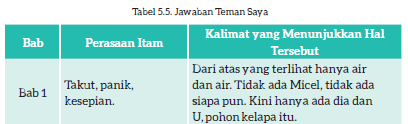 Tabel 5.5. Jawaban Teman Saya
Bab
Perasaan Itam
Kalimat yang Menunjukkan Hal
Tersebut
Bab 1
Takut, panik,
kesepian.
Dari atas yang terlihat hanya air
dan air. Tidak ada Micel, tidak ada
siapa pun. Kini hanya ada dia dan
U, pohon kelapa itu.